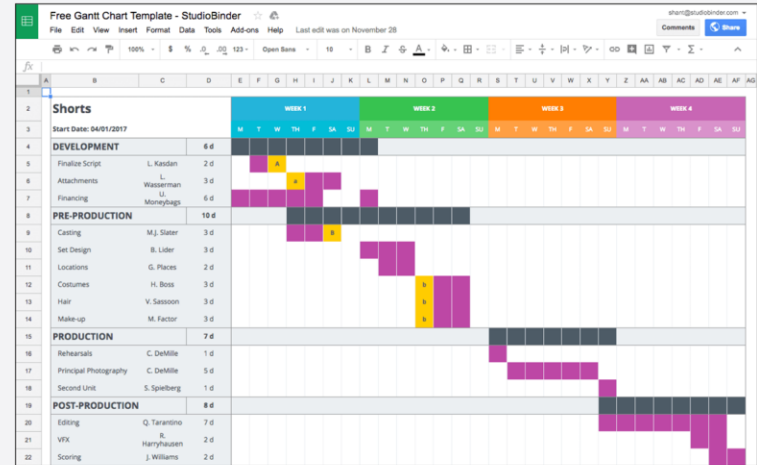 Free Gantt Chart Template - StudioBinder
shant@studiobinder.com
File Edit View Insert Format Data Tools Add-ons Help Last edit was on November 28
Comments Share
100% $ % .0 .00 123 Open Sans 10 B I S A
fx
A B C D E F G H I J K L M N O P Q R S T U V W X Y Z AA AB AC AD AE AF AG
1
2 Shorts WEEK 1 WEEK 2 WEEK 3 WEEK 4
3 Start Date: 04/01/2017 M T W TH F SA SU M T W TH F SA SU M T W TH F SA SU M T W TH F SA SU
4 DEVELOPMENT 6 d
5 Finalize Script L. Kasdan 2 d A
6 Attachments L. Wasserman 3 d a
7 Financing U. Moneybags 6 d
8 PRE-PRODUCTION 10 d
9 Casting M.J. Slater 3 d B
10 Set Design B. Lider 3 d
11 Locations G. Places 2 d
12 Costumes H. Boss 3 d b
13 Hair V. Sassoon 3 d b
14 Make-up M. Factor 3 d b
15 PRODUCTION 7 d
16 Rehearsals C. DeMille 1 d
17 Principal Photography C. DeMille 5 d
18 Second Unit S. Spielberg 1 d
19 POST-PRODUCTION 8 d
20 Editing Q. Tarantino 7 d
21 VFX R. Harryhausen 2 d
22 Scoring J. Williams 2 d